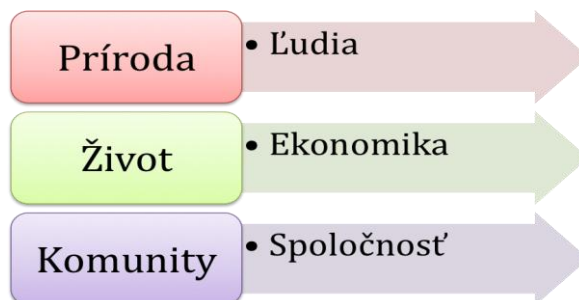 Príroda
• Ľudia
Život
• Ekonomika
Komunity
• Spoločnosť